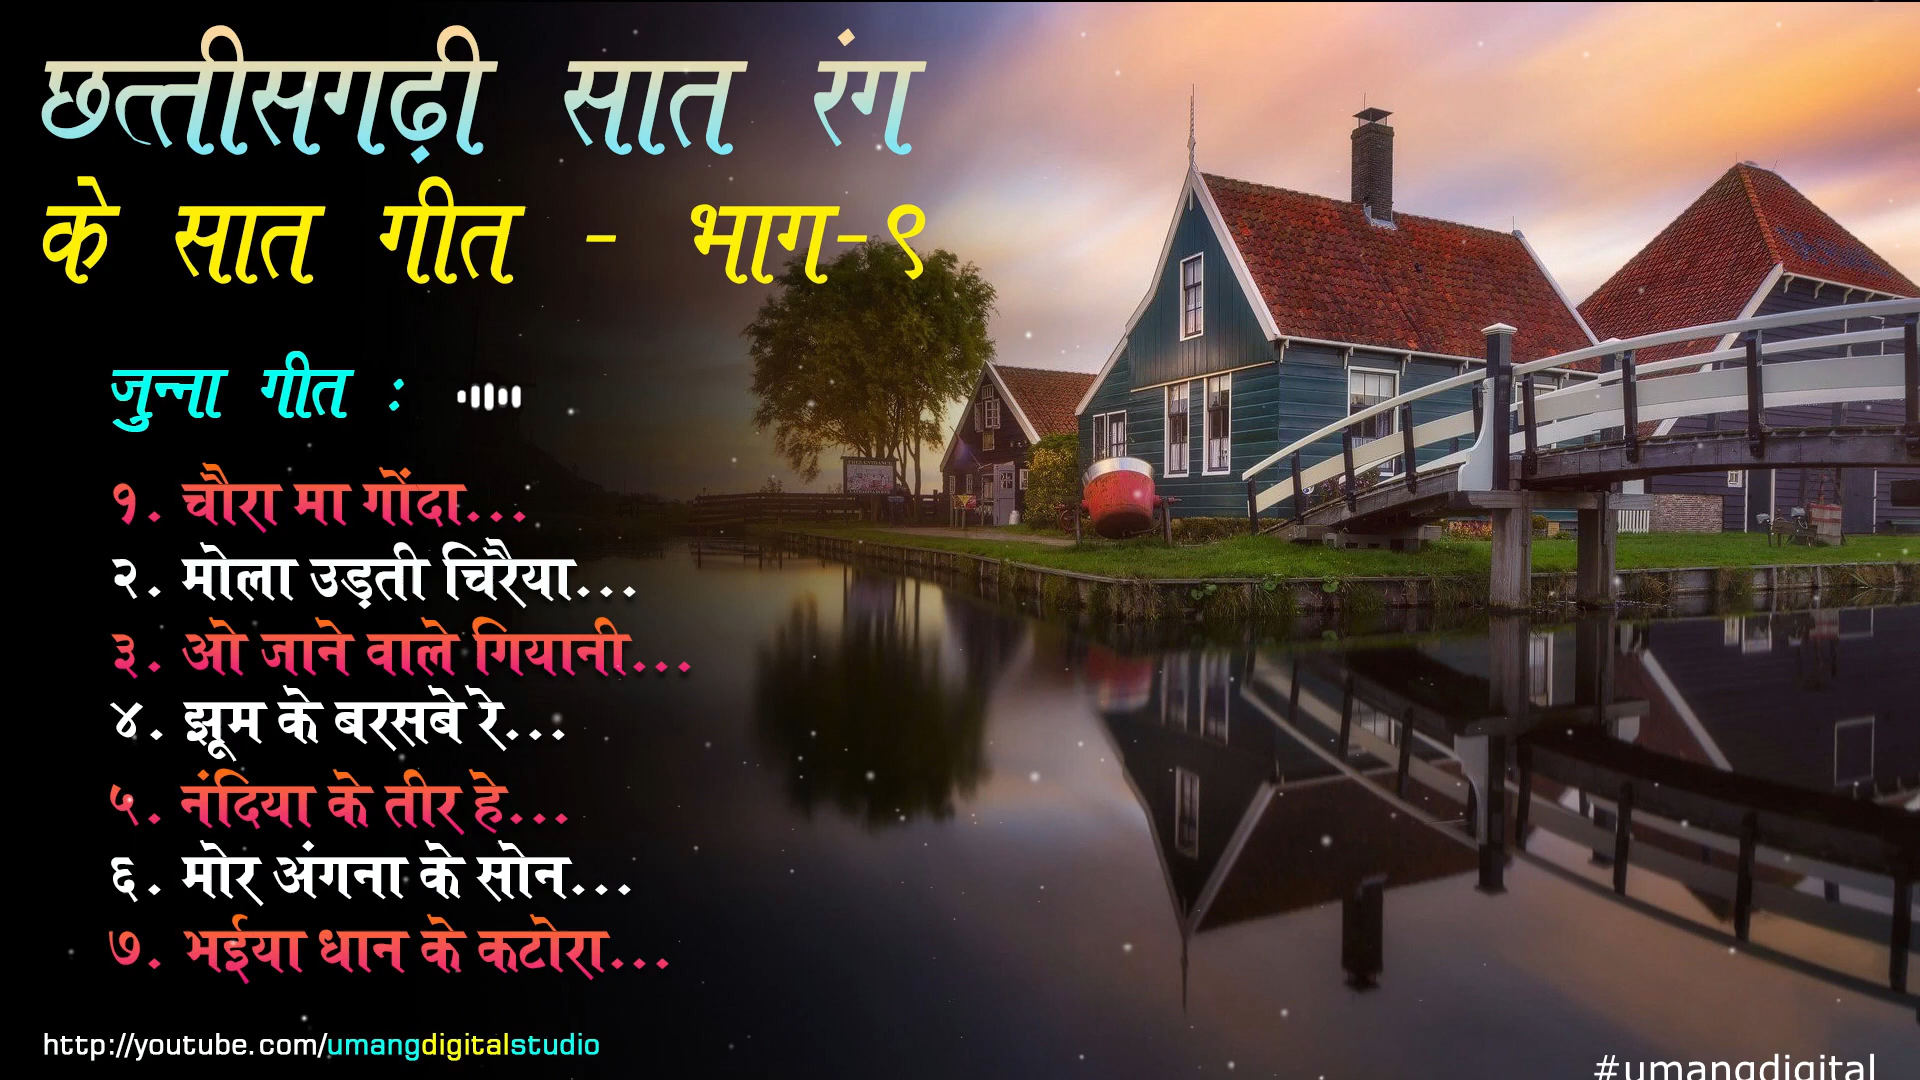 छत्तीसगढ़ी सात रंग
के सात गीत - भाग-९
जुन्ना गीत :
१. चौरा मा गोंदा...
२. मोला उड़ती चिरैया...
३. ओ जाने वाले गियानी...
४. झूम के बरसबे रे...
५. नंदिया के तीर हे...
६. मोर अंगना के सोन...
७. भईया धान के कटोरा...
http://youtube.com/umangdigitalstudio
#umangdigital